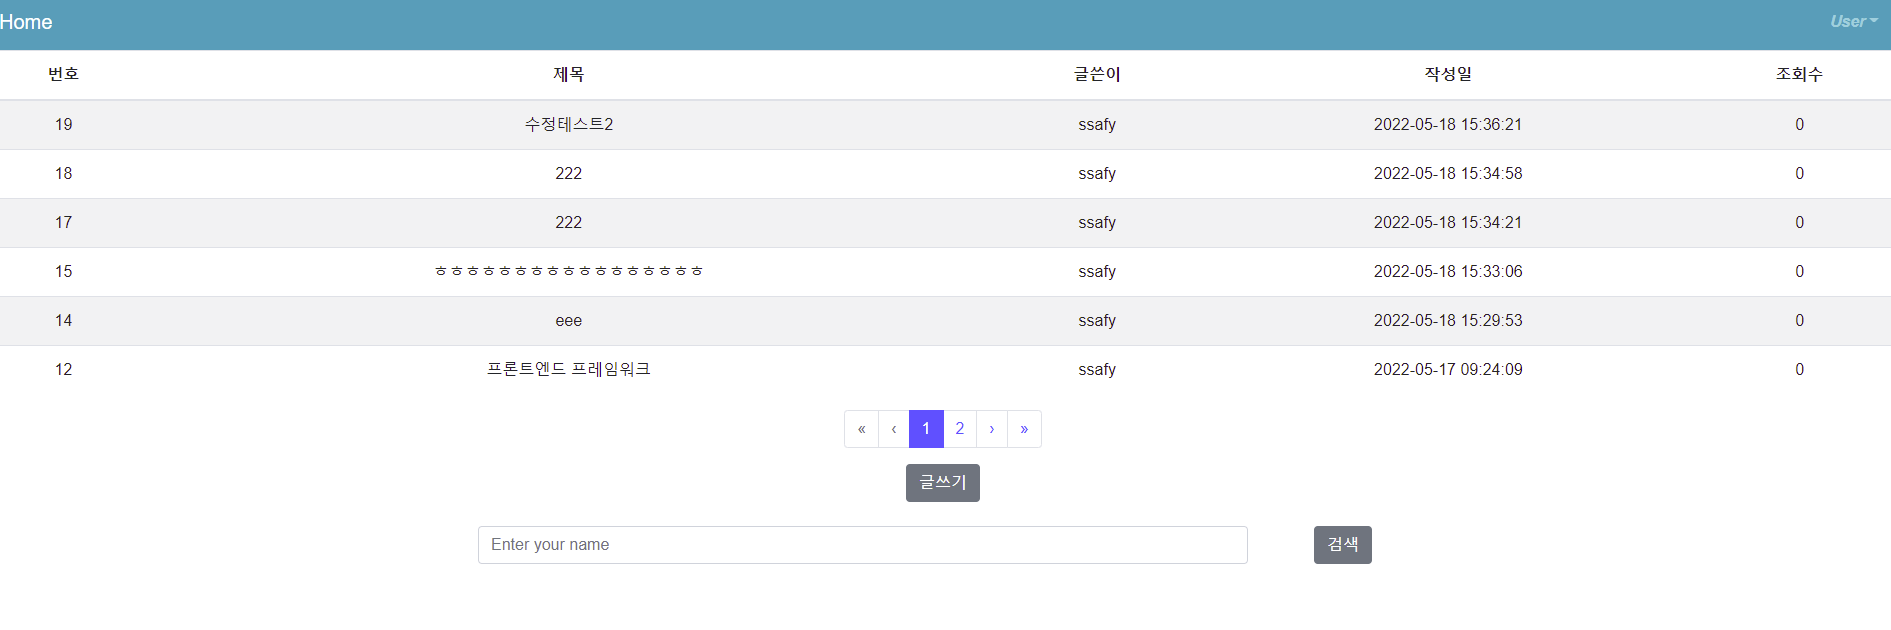 Home User
번호 제목 글쓴이 작성일 조회수
19 수정테스트2 ssafy 2022-05-18 15:36:21 0
18 222 ssafy 2022-05-18 15:34:58 0
17 222 ssafy 2022-05-18 15:34:21 0
15 ㅎㅎㅎㅎㅎㅎㅎㅎㅎㅎㅎㅎㅎㅎㅎㅎㅎ ssafy 2022-05-18 15:33:06 0
14 eee ssafy 2022-05-18 15:29:53 0
12 프론트엔드 프레임워크 ssafy 2022-05-17 09:24:09 0
« ‹ 1 2 › »
글쓰기
Enter your name 검색